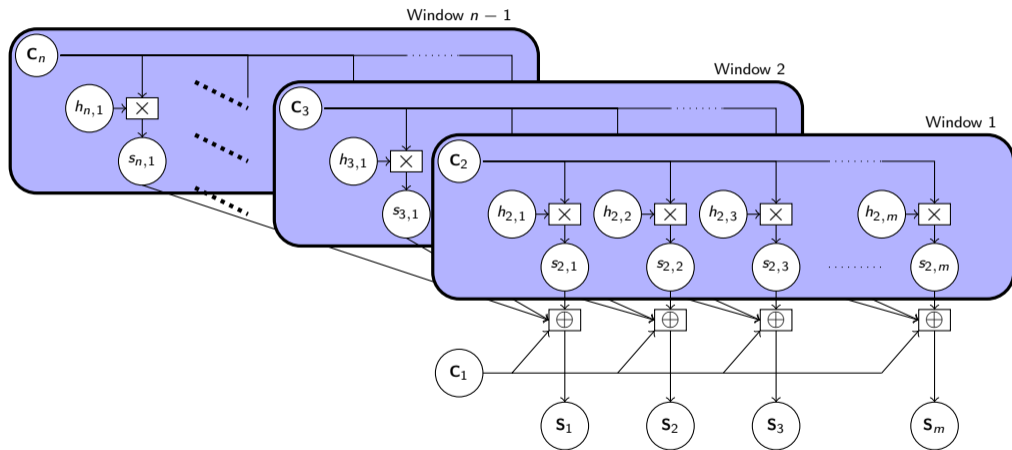 Window n − 1
C_n
Window 2
h_{n,1} ×
C_3
Window 1
s_{n,1}
h_{3,1} ×
C_2
s_{3,1}
h_{2,1} × h_{2,2} × h_{2,3} × h_{2,m} ×
s_{2,1} s_{2,2} s_{2,3} s_{2,m}
⊕ ⊕ ⊕ ⊕
C_1
S_1 S_2 S_3 S_m